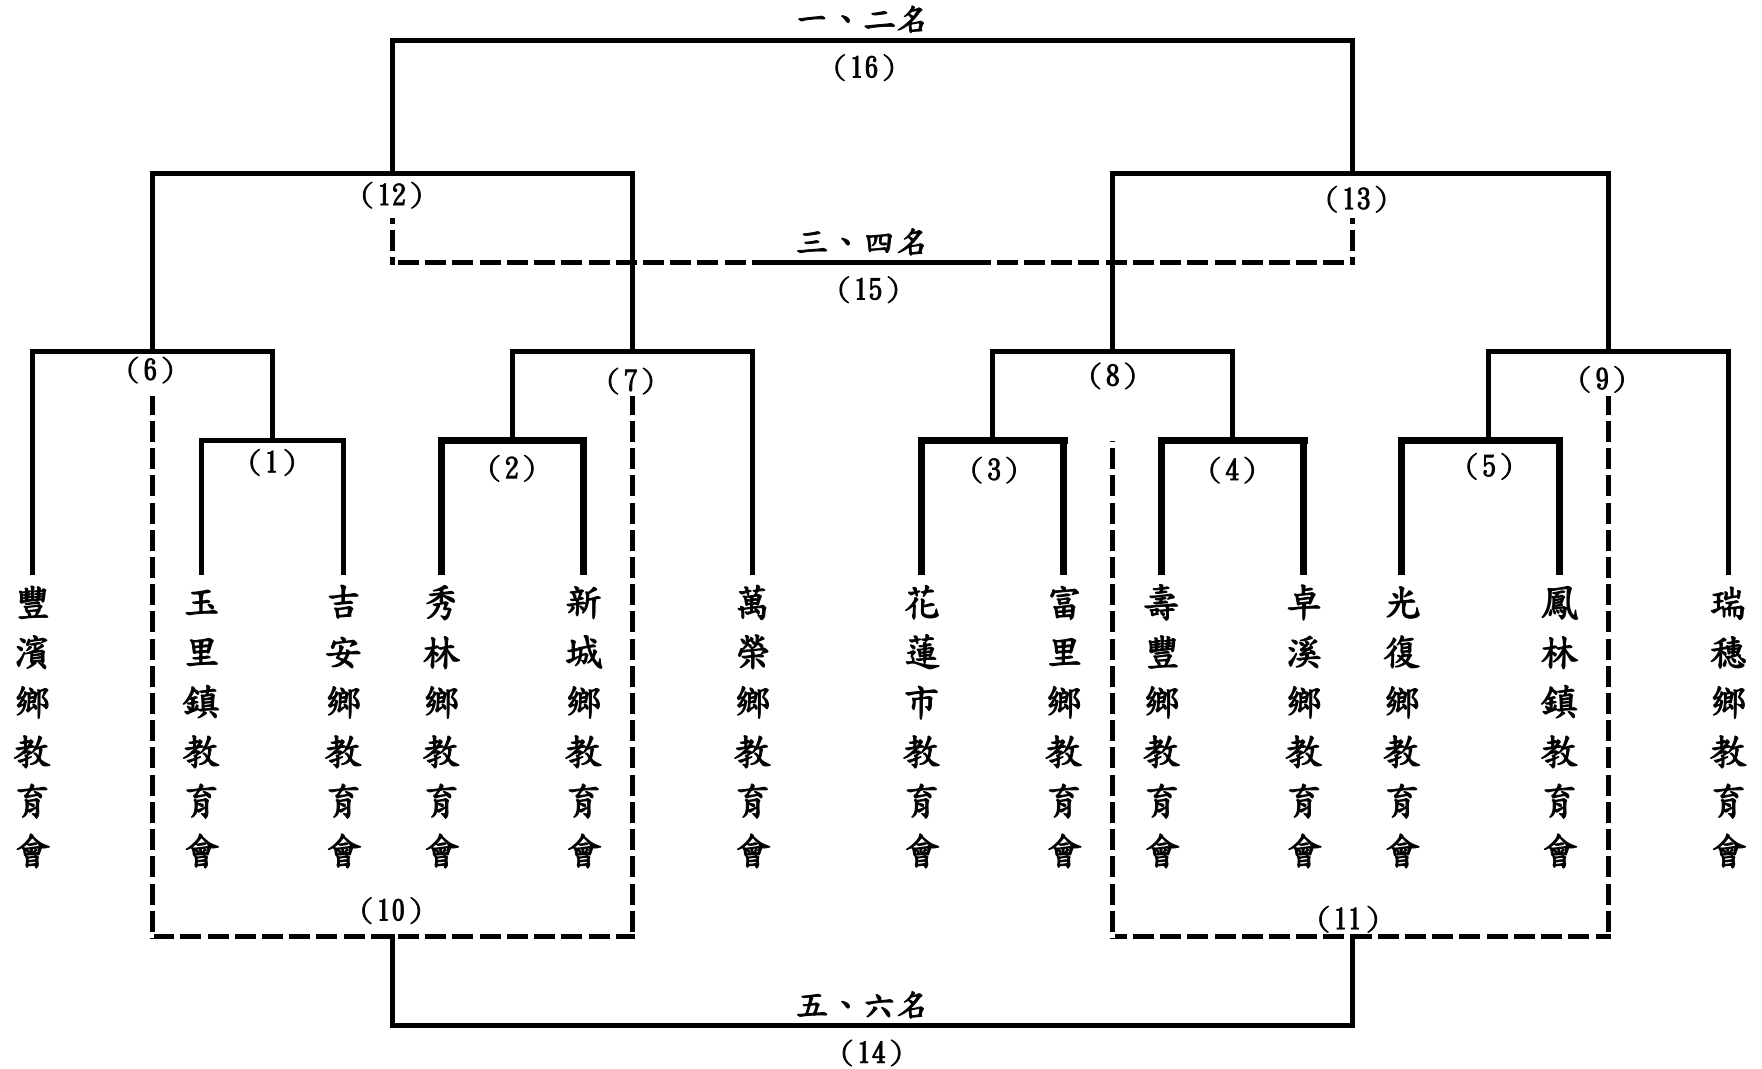 一、二名
(16)
(12)
(13)
三、四名
(15)
(6)
(7)
(8)
(9)
(1)
(2)
(3)
(4)
(5)
豐濱鄉教育會
玉里鎮教育會
吉安鄉教育會
秀林鄉教育會
新城鄉教育會
萬榮鄉教育會
花蓮市教育會
富里鄉教育會
壽豐鄉教育會
卓溪鄉教育會
光復鄉教育會
鳳林鎮教育會
瑞穗鄉教育會
(10)
(11)
五、六名
(14)